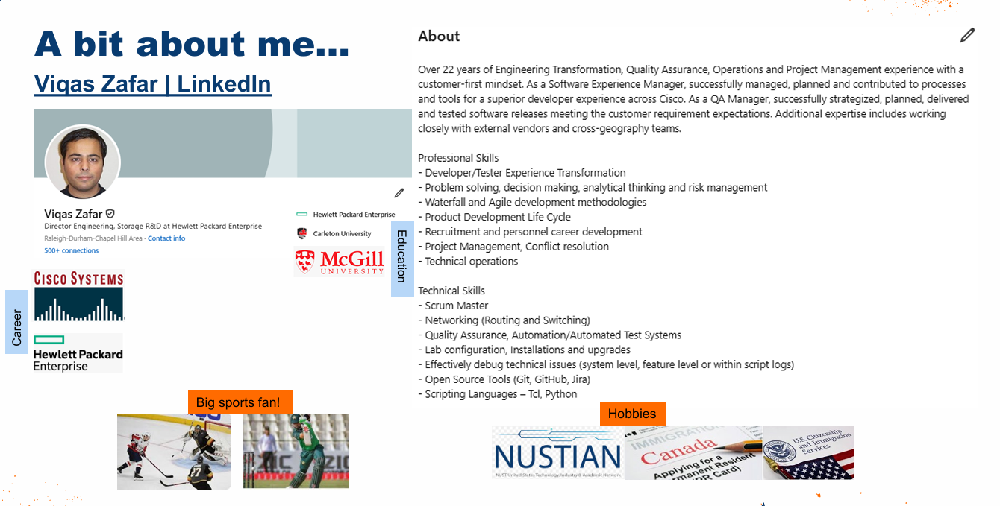 A bit about me...
Viqas Zafar | LinkedIn
Viqas Zafar
Director Engineering, Storage R&D at Hewlett Packard Enterprise
Raleigh-Durham-Chapel Hill Area · Contact info
500+ connections
Hewlett Packard Enterprise
Carleton University
McGill
UNIVERSITY
Education
Career
CISCO SYSTEMS
Hewlett Packard
Enterprise
About
Over 22 years of Engineering Transformation, Quality Assurance, Operations and Project Management experience with a
customer-first mindset. As a Software Experience Manager, successfully managed, planned and contributed to processes
and tools for a superior developer experience across Cisco. As a QA Manager, successfully strategized, planned, delivered
and tested software releases meeting the customer requirement expectations. Additional expertise includes working
closely with external vendors and cross-geography teams.
Professional Skills
- Developer/Tester Experience Transformation
- Problem solving, decision making, analytical thinking and risk management
- Waterfall and Agile development methodologies
- Product Development Life Cycle
- Recruitment and personnel career development
- Project Management, Conflict resolution
- Technical operations
Technical Skills
- Scrum Master
- Networking (Routing and Switching)
- Quality Assurance, Automation/Automated Test Systems
- Lab configuration, Installations and upgrades
- Effectively debug technical issues (system level, feature level or within script logs)
- Open Source Tools (Git, GitHub, Jira)
- Scripting Languages – Tcl, Python
Big sports fan!
27
Hobbies
NUSTIAN
NUST United States Technology, Industry & Academic Network
IMMIGRATION
Canada
Applying for a
Permanent Resident
(PR Card)
U.S. Citizenship
and Immigration
Services